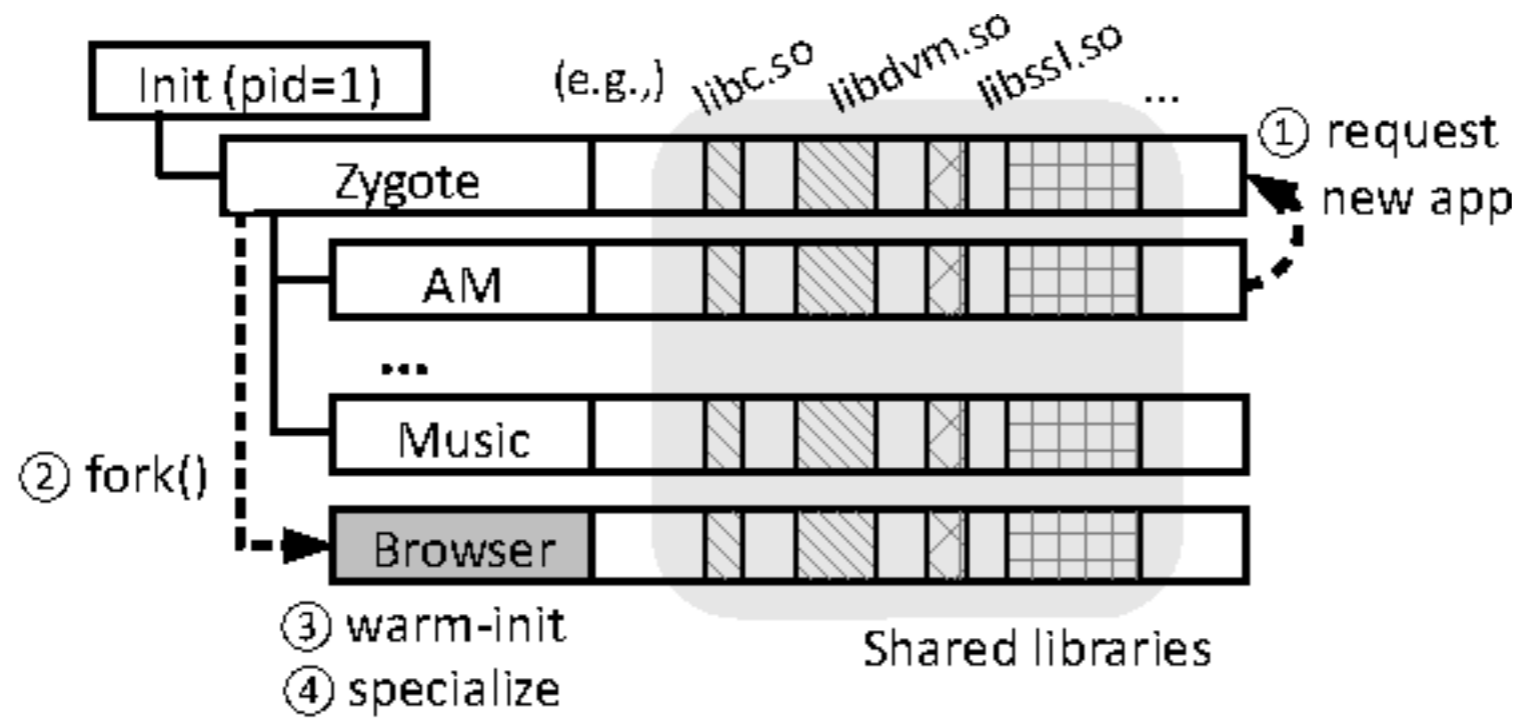 Init (pid=1)
(e.g.,) libc.so libdvm.so libssl.so ...
Zygote
① request
new app
AM
...
Music
② fork()
Browser
③ warm-init
④ specialize
Shared libraries